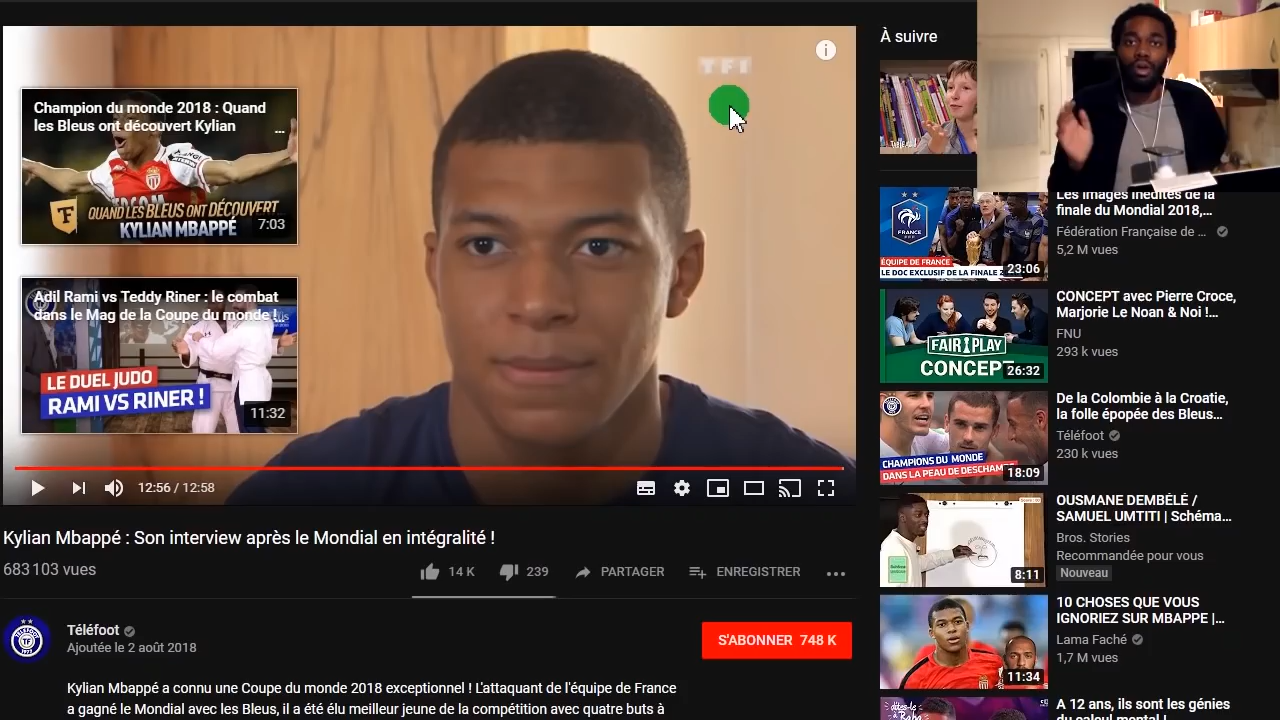 TF1
Champion du monde 2018 : Quand
les Bleus ont découvert Kylian
...
QUAND LES BLEUS ONT DÉCOUVERT
KYLIAN MBAPPÉ
7:03
Adil Rami vs Teddy Riner : le combat
dans le Mag de la Coupe du monde !...
LE DUEL JUDO
RAMI VS RINER !
11:32
12:56 / 12:58
Kylian Mbappé : Son interview après le Mondial en intégralité !
683 103 vues
14 K
239
PARTAGER
ENREGISTRER
Téléfoot
Ajoutée le 2 août 2018
S'ABONNER 748 K
Kylian Mbappé a connu une Coupe du monde 2018 exceptionnel ! L'attaquant de l'équipe de France
a gagné le Mondial avec les Bleus, il a été élu meilleur jeune de la compétition avec quatre buts à
À suivre
Les images inédites de la
finale du Mondial 2018,...
Fédération Française de ...
5,2 M vues
FRANCE
ÉQUIPE DE FRANCE
LE DOC EXCLUSIF DE LA FINALE
23:06
CONCEPT avec Pierre Croce,
Marjorie Le Noan & Noi !...
FNU
293 k vues
FAIR PLAY
CONCEPT
26:32
De la Colombie à la Croatie,
la folle épopée des Bleus...
Téléfoot
230 k vues
CHAMPIONS DU MONDE
DANS LA PEAU DE DESCHAMPS
18:09
OUSMANE DEMBÉLÉ /
SAMUEL UMTITI | Schéma...
Bros. Stories
Recommandée pour vous
Nouveau
8:11
10 CHOSES QUE VOUS
IGNORIEZ SUR MBAPPE |...
Lama Faché
1,7 M vues
11:34
A 12 ans, ils sont les génies
du calcul mental !